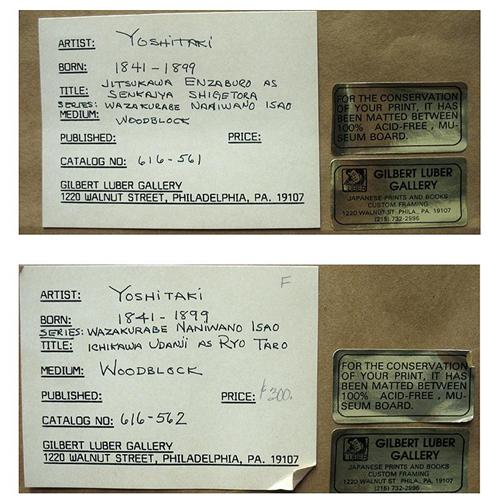 ARTIST: YOSHITAKI
BORN: 1841-1899
TITLE: JITSUKAWA ENZABURO AS
SENKAIYA SHIGETORA
SERIES: WAZAKURABE NANIWANO ISAO
MEDIUM: WOODBLOCK
PUBLISHED: PRICE:
CATALOG NO: 616-561
GILBERT LUBER GALLERY
1220 WALNUT STREET, PHILADELPHIA, PA. 19107
FOR THE CONSERVATION
OF YOUR PRINT, IT HAS
BEEN MATTED BETWEEN
100% ACID-FREE, MU-
SEUM BOARD.
GILBERT LUBER
GALLERY
JAPANESE PRINTS AND BOOKS
CUSTOM FRAMING
1220 WALNUT ST. PHILA., PA. 19107
(215) 732-2996
F
ARTIST: YOSHITAKI
BORN: 1841-1899
SERIES: WAZAKURABE NANIWANO ISAO
TITLE: ICHIKAWA UDANJI AS RYO TARO
MEDIUM: WOODBLOCK
PUBLISHED: PRICE: 300.
CATALOG NO: 616-562
GILBERT LUBER GALLERY
1220 WALNUT STREET, PHILADELPHIA, PA. 19107
FOR THE CONSERVATION
OF YOUR PRINT, IT HAS
BEEN MATTED BETWEEN
100% ACID-FREE, MU-
SEUM BOARD.
GILBERT LUBER
GALLERY
JAPANESE PRINTS AND BOOKS
CUSTOM FRAMING
1220 WALNUT ST. PHILA., PA. 19107
(215) 732-2996